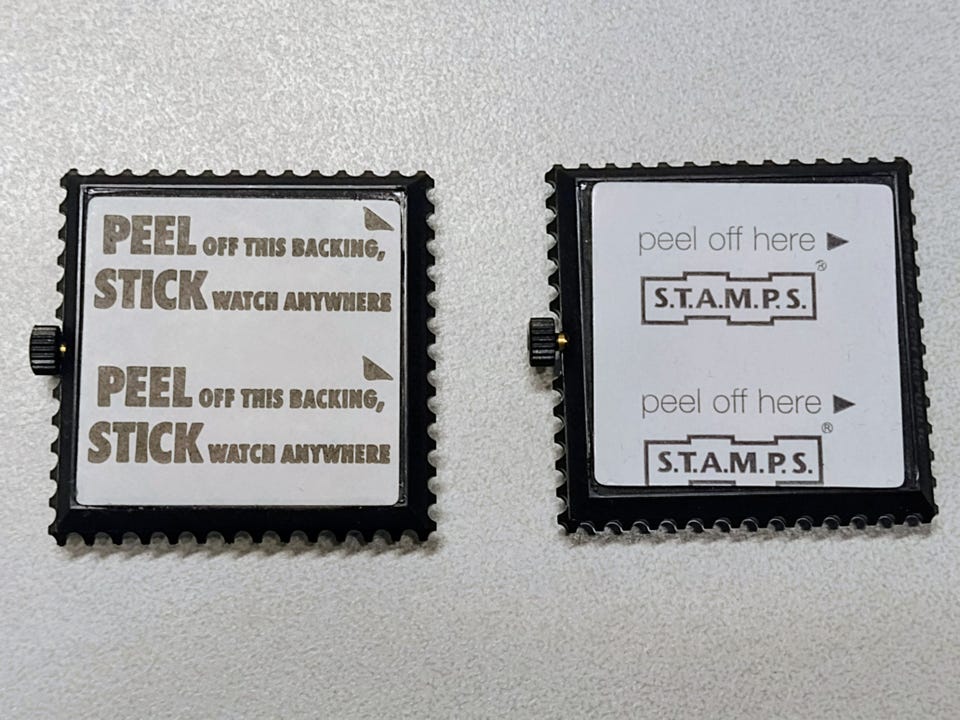 PEEL OFF THIS BACKING,
STICK WATCH ANYWHERE
PEEL OFF THIS BACKING,
STICK WATCH ANYWHERE
peel off here ►
S.T.A.M.P.S.®
peel off here ►
S.T.A.M.P.S.®